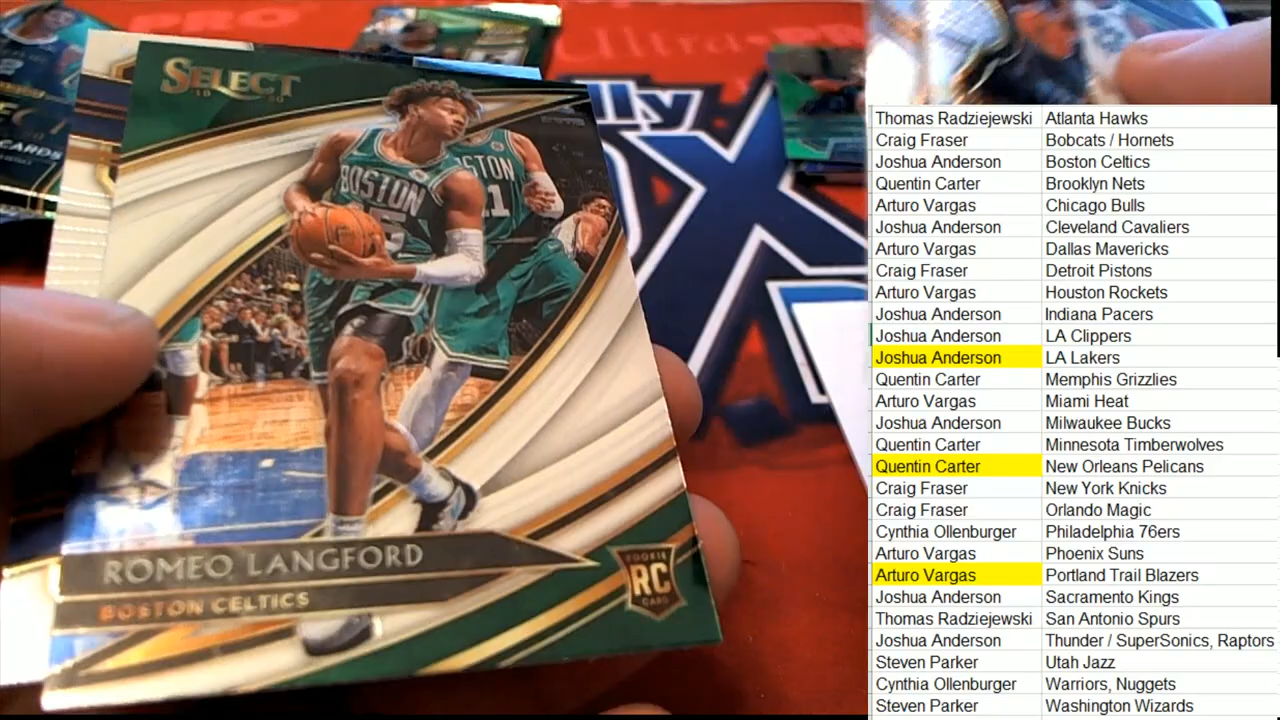 SELECT
BOSTON
STON
11
ROMEO LANGFORD
BOSTON CELTICS
ROOKIE
RC
CARD
CARDS
Ultra PRO
lly
Thomas Radziejewski Atlanta Hawks
Craig Fraser Bobcats / Hornets
Joshua Anderson Boston Celtics
Quentin Carter Brooklyn Nets
Arturo Vargas Chicago Bulls
Joshua Anderson Cleveland Cavaliers
Arturo Vargas Dallas Mavericks
Craig Fraser Detroit Pistons
Arturo Vargas Houston Rockets
Joshua Anderson Indiana Pacers
Joshua Anderson LA Clippers
Joshua Anderson LA Lakers
Quentin Carter Memphis Grizzlies
Arturo Vargas Miami Heat
Joshua Anderson Milwaukee Bucks
Quentin Carter Minnesota Timberwolves
Quentin Carter New Orleans Pelicans
Craig Fraser New York Knicks
Craig Fraser Orlando Magic
Cynthia Ollenburger Philadelphia 76ers
Arturo Vargas Phoenix Suns
Arturo Vargas Portland Trail Blazers
Joshua Anderson Sacramento Kings
Thomas Radziejewski San Antonio Spurs
Joshua Anderson Thunder / SuperSonics, Raptors
Steven Parker Utah Jazz
Cynthia Ollenburger Warriors, Nuggets
Steven Parker Washington Wizards